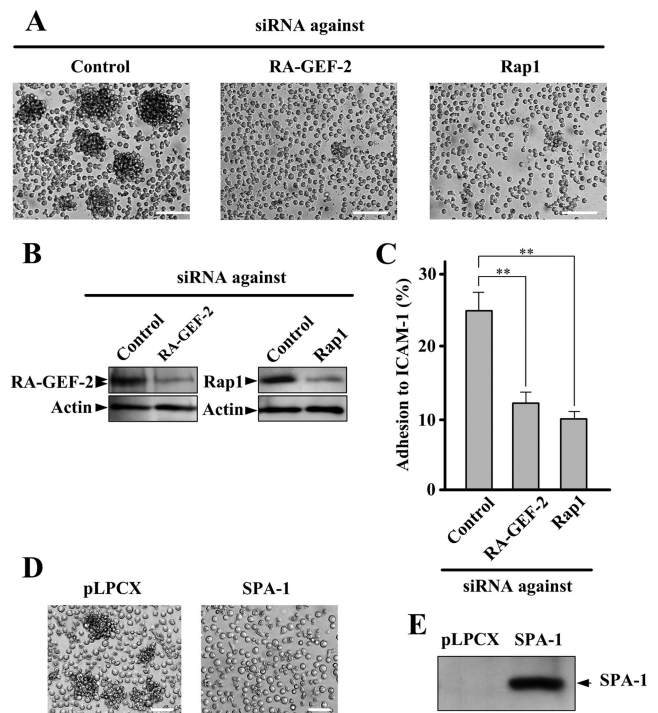 A
siRNA against
Control RA-GEF-2 Rap1
B
siRNA against
Control RA-GEF-2 Control Rap1
RA-GEF-2 Rap1
Actin Actin
C
** **
Adhesion to ICAM-1 (%)
30
20
10
0
Control RA-GEF-2 Rap1
siRNA against
D
pLPCX SPA-1
E
pLPCX SPA-1
SPA-1